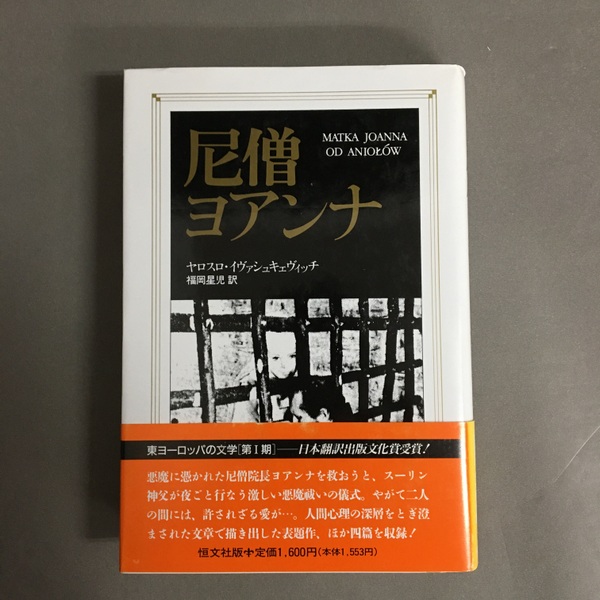 尼僧
ヨアンナ
MATKA JOANNA
OD ANIOŁÓW
ヤロスロ・イヴァシュキェヴィッチ
福岡星児 訳
東ヨーロッパの文学[第Ⅰ期]──日本翻訳出版文化賞受賞!
悪魔に憑かれた尼僧院長ヨアンナを救おうと、スーリン
神父が夜ごと行なう激しい悪魔祓いの儀式。やがて二人
の間には、許されざる愛が…。人間心理の深層をとぎ澄
まされた文章で描き出した表題作、ほか四篇を収録!
恒文社版✢定価1,600円(本体1,553円)